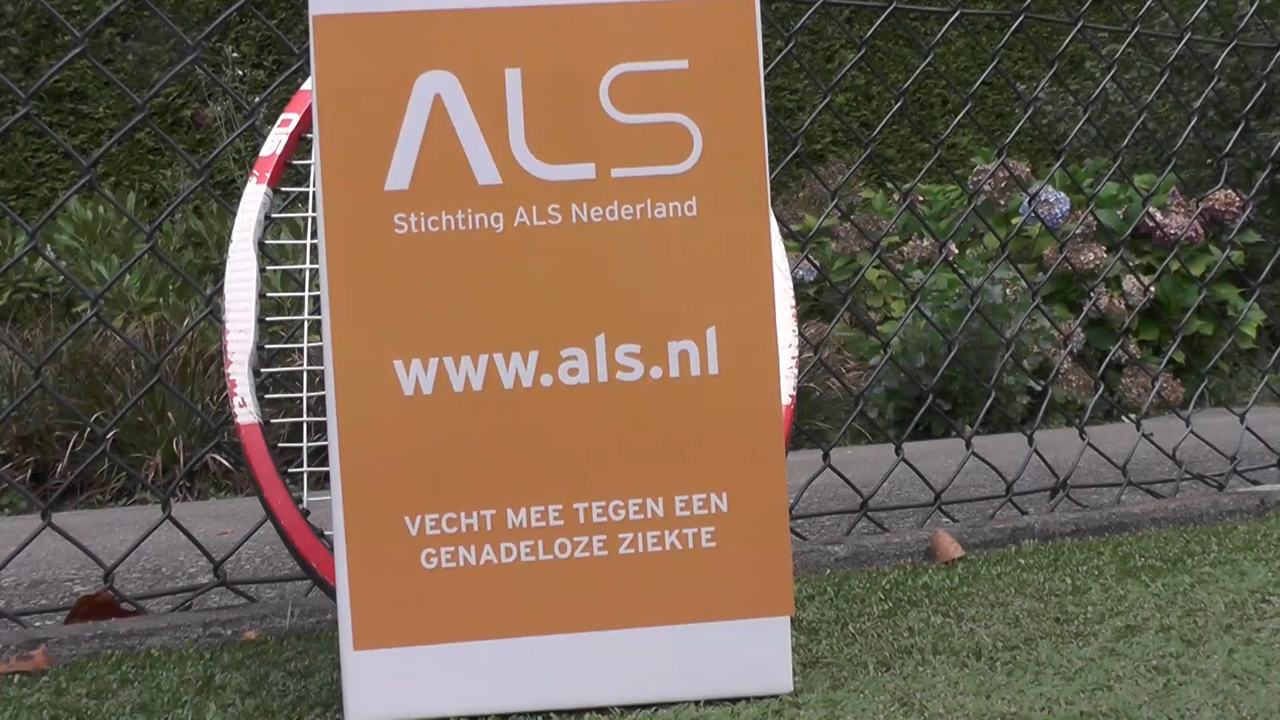 ALS
Stichting ALS Nederland
www.als.nl
VECHT MEE TEGEN EEN
GENADELOZE ZIEKTE